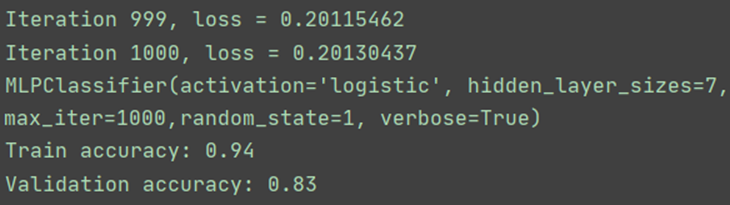 Iteration 999, loss = 0.20115462
Iteration 1000, loss = 0.20130437
MLPClassifier(activation='logistic', hidden_layer_sizes=7,
max_iter=1000,random_state=1, verbose=True)
Train accuracy: 0.94
Validation accuracy: 0.83